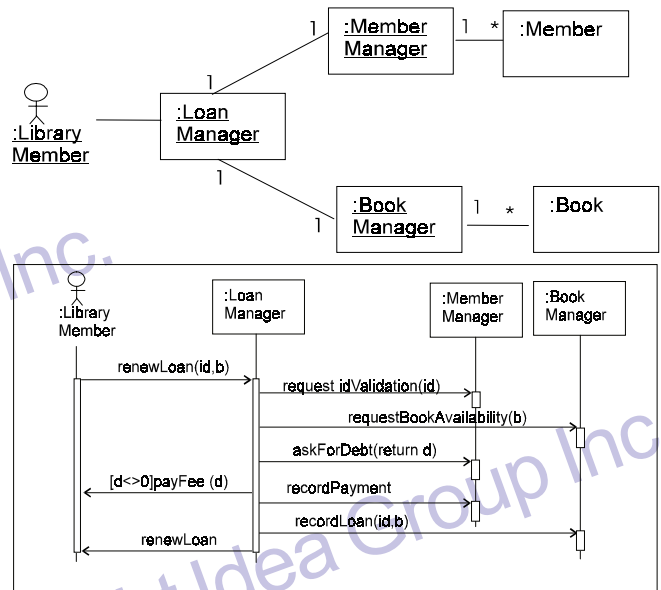 1
:Member
Manager
1
*
:Member
1
:Library
Member
:Loan
Manager
1
1
:Book
Manager
1
*
:Book
Inc.
:Library
Member
:Loan
Manager
:Member
Manager
:Book
Manager
renewLoan(id,b)
request idValidation(id)
requestBookAvailability(b)
askForDebt(return d)
[d<>0]payFee (d)
recordPayment
recordLoan(id,b)
renewLoan
t Idea Group Inc